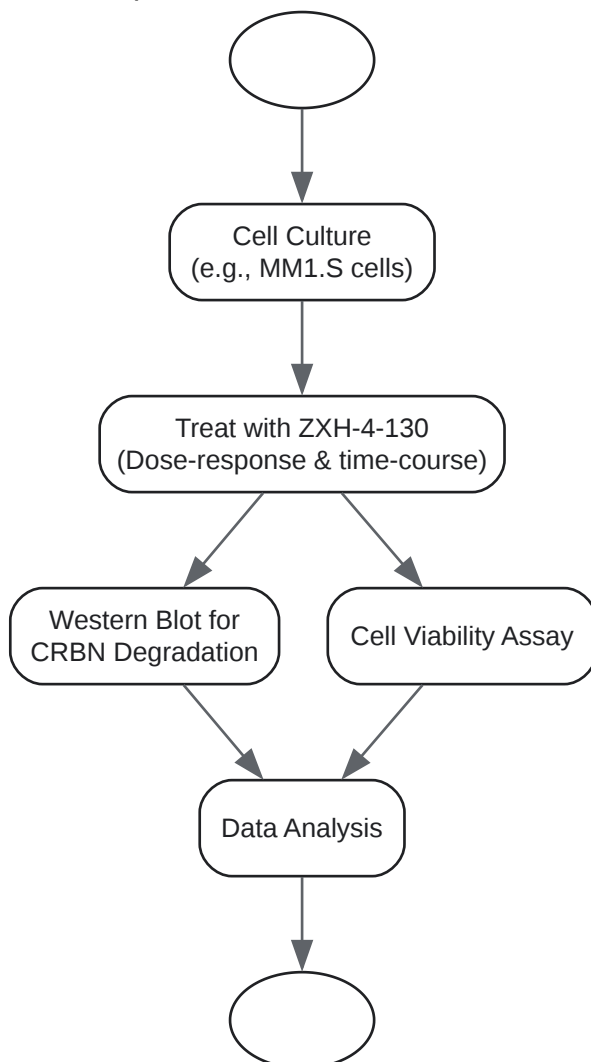 Cell Culture
(e.g., MM1.S cells)
Treat with ZXH-4-130
(Dose-response & time-course)
Western Blot for
CRBN Degradation
Cell Viability Assay
Data Analysis